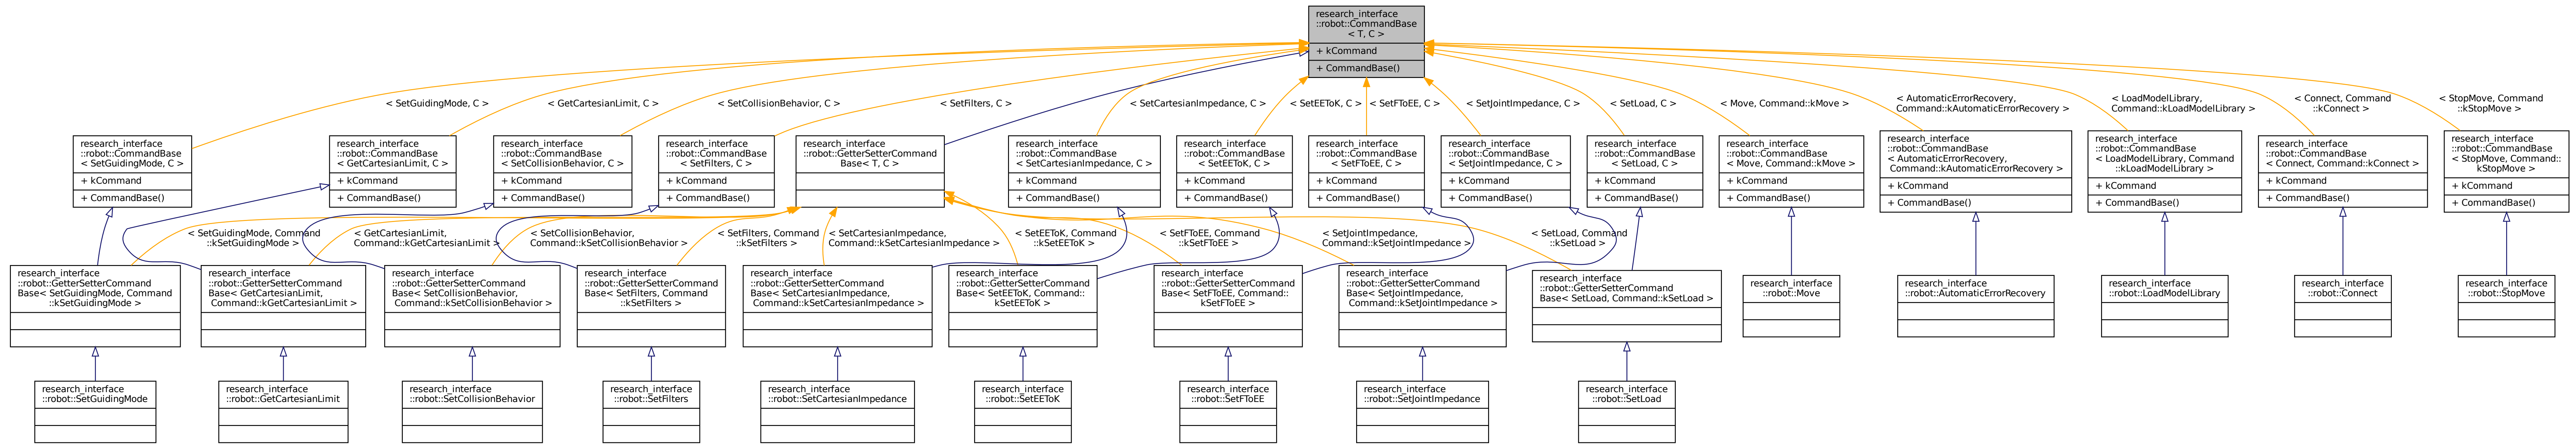 research_interface
::robot::CommandBase
< T, C >
+ kCommand
+ CommandBase()
< SetGuidingMode, C >
< GetCartesianLimit, C >
< SetCollisionBehavior, C >
< SetFilters, C >
< SetCartesianImpedance, C >
< SetEEToK, C >
< SetFToEE, C >
< SetJointImpedance, C >
< SetLoad, C >
< Move, Command::kMove >
< AutomaticErrorRecovery,
Command::kAutomaticErrorRecovery >
< LoadModelLibrary,
Command::kLoadModelLibrary >
< Connect, Command
::kConnect >
< StopMove, Command
::kStopMove >
research_interface
::robot::CommandBase
< SetGuidingMode, C >
+ kCommand
+ CommandBase()
research_interface
::robot::CommandBase
< GetCartesianLimit, C >
+ kCommand
+ CommandBase()
research_interface
::robot::CommandBase
< SetCollisionBehavior, C >
+ kCommand
+ CommandBase()
research_interface
::robot::CommandBase
< SetFilters, C >
+ kCommand
+ CommandBase()
research_interface
::robot::GetterSetterCommand
Base< T, C >
research_interface
::robot::CommandBase
< SetCartesianImpedance, C >
+ kCommand
+ CommandBase()
research_interface
::robot::CommandBase
< SetEEToK, C >
+ kCommand
+ CommandBase()
research_interface
::robot::CommandBase
< SetFToEE, C >
+ kCommand
+ CommandBase()
research_interface
::robot::CommandBase
< SetJointImpedance, C >
+ kCommand
+ CommandBase()
research_interface
::robot::CommandBase
< SetLoad, C >
+ kCommand
+ CommandBase()
research_interface
::robot::CommandBase
< Move, Command::kMove >
+ kCommand
+ CommandBase()
research_interface
::robot::CommandBase
< AutomaticErrorRecovery,
Command::kAutomaticErrorRecovery >
+ kCommand
+ CommandBase()
research_interface
::robot::CommandBase
< LoadModelLibrary, Command
::kLoadModelLibrary >
+ kCommand
+ CommandBase()
research_interface
::robot::CommandBase
< Connect, Command::kConnect >
+ kCommand
+ CommandBase()
research_interface
::robot::CommandBase
< StopMove, Command::
kStopMove >
+ kCommand
+ CommandBase()
< SetGuidingMode, Command
::kSetGuidingMode >
< GetCartesianLimit,
Command::kGetCartesianLimit >
< SetCollisionBehavior,
Command::kSetCollisionBehavior >
< SetFilters, Command
::kSetFilters >
< SetCartesianImpedance,
Command::kSetCartesianImpedance >
< SetEEToK, Command
::kSetEEToK >
< SetFToEE, Command
::kSetFToEE >
< SetJointImpedance,
Command::kSetJointImpedance >
< SetLoad, Command
::kSetLoad >
research_interface
::robot::GetterSetterCommand
Base< SetGuidingMode, Command
::kSetGuidingMode >
research_interface
::robot::GetterSetterCommand
Base< GetCartesianLimit,
Command::kGetCartesianLimit >
research_interface
::robot::GetterSetterCommand
Base< SetCollisionBehavior,
Command::kSetCollisionBehavior >
research_interface
::robot::GetterSetterCommand
Base< SetFilters, Command
::kSetFilters >
research_interface
::robot::GetterSetterCommand
Base< SetCartesianImpedance,
Command::kSetCartesianImpedance >
research_interface
::robot::GetterSetterCommand
Base< SetEEToK, Command::
kSetEEToK >
research_interface
::robot::GetterSetterCommand
Base< SetFToEE, Command::
kSetFToEE >
research_interface
::robot::GetterSetterCommand
Base< SetJointImpedance,
Command::kSetJointImpedance >
research_interface
::robot::GetterSetterCommand
Base< SetLoad, Command::kSetLoad >
research_interface
::robot::Move
research_interface
::robot::AutomaticErrorRecovery
research_interface
::robot::LoadModelLibrary
research_interface
::robot::Connect
research_interface
::robot::StopMove
research_interface
::robot::SetGuidingMode
research_interface
::robot::GetCartesianLimit
research_interface
::robot::SetCollisionBehavior
research_interface
::robot::SetFilters
research_interface
::robot::SetCartesianImpedance
research_interface
::robot::SetEEToK
research_interface
::robot::SetFToEE
research_interface
::robot::SetJointImpedance
research_interface
::robot::SetLoad